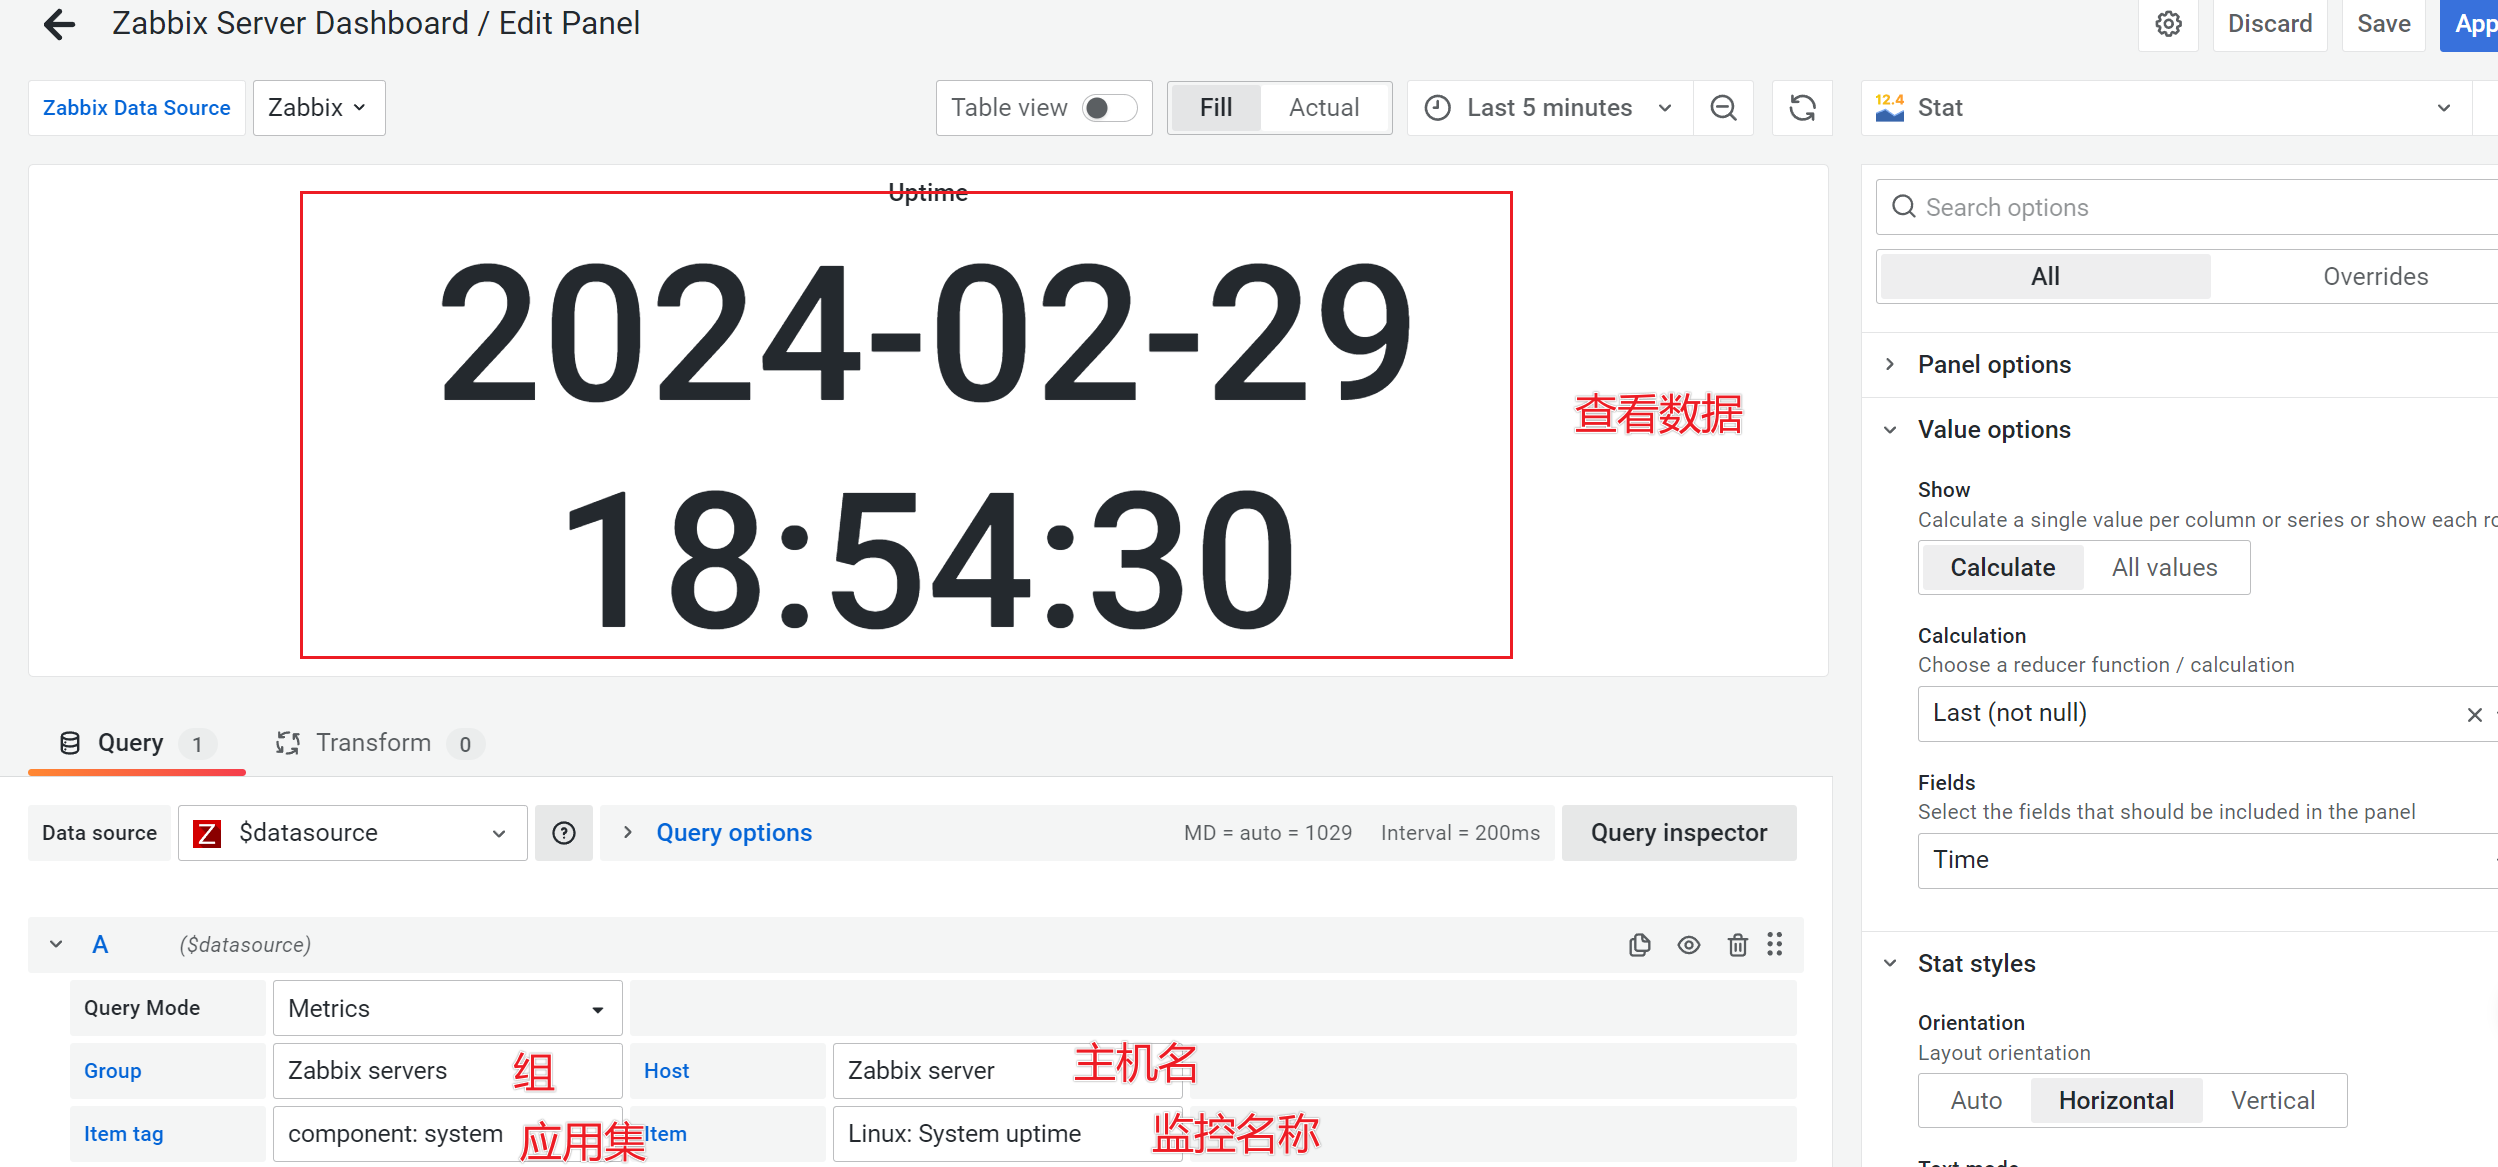 Zabbix Server Dashboard / Edit Panel
Discard
Save
App
Zabbix Data Source
Zabbix
Table view
Fill
Actual
Last 5 minutes
12.4
Stat
Uptime
2024-02-29
18:54:30
查看数据
Search options
All
Overrides
Panel options
Value options
Show
Calculate a single value per column or series or show each ro
Calculate
All values
Calculation
Choose a reducer function / calculation
Last (not null)
Fields
Select the fields that should be included in the panel
Time
Stat styles
Orientation
Layout orientation
Auto
Horizontal
Vertical
Text mode
Query 1
Transform 0
Data source
Z
$datasource
Query options
MD = auto = 1029
Interval = 200ms
Query inspector
A
($datasource)
Query Mode
Metrics
Group
Zabbix servers
组
Host
Zabbix server
主机名
Item tag
component: system
应用集
Item
Linux: System uptime
监控名称